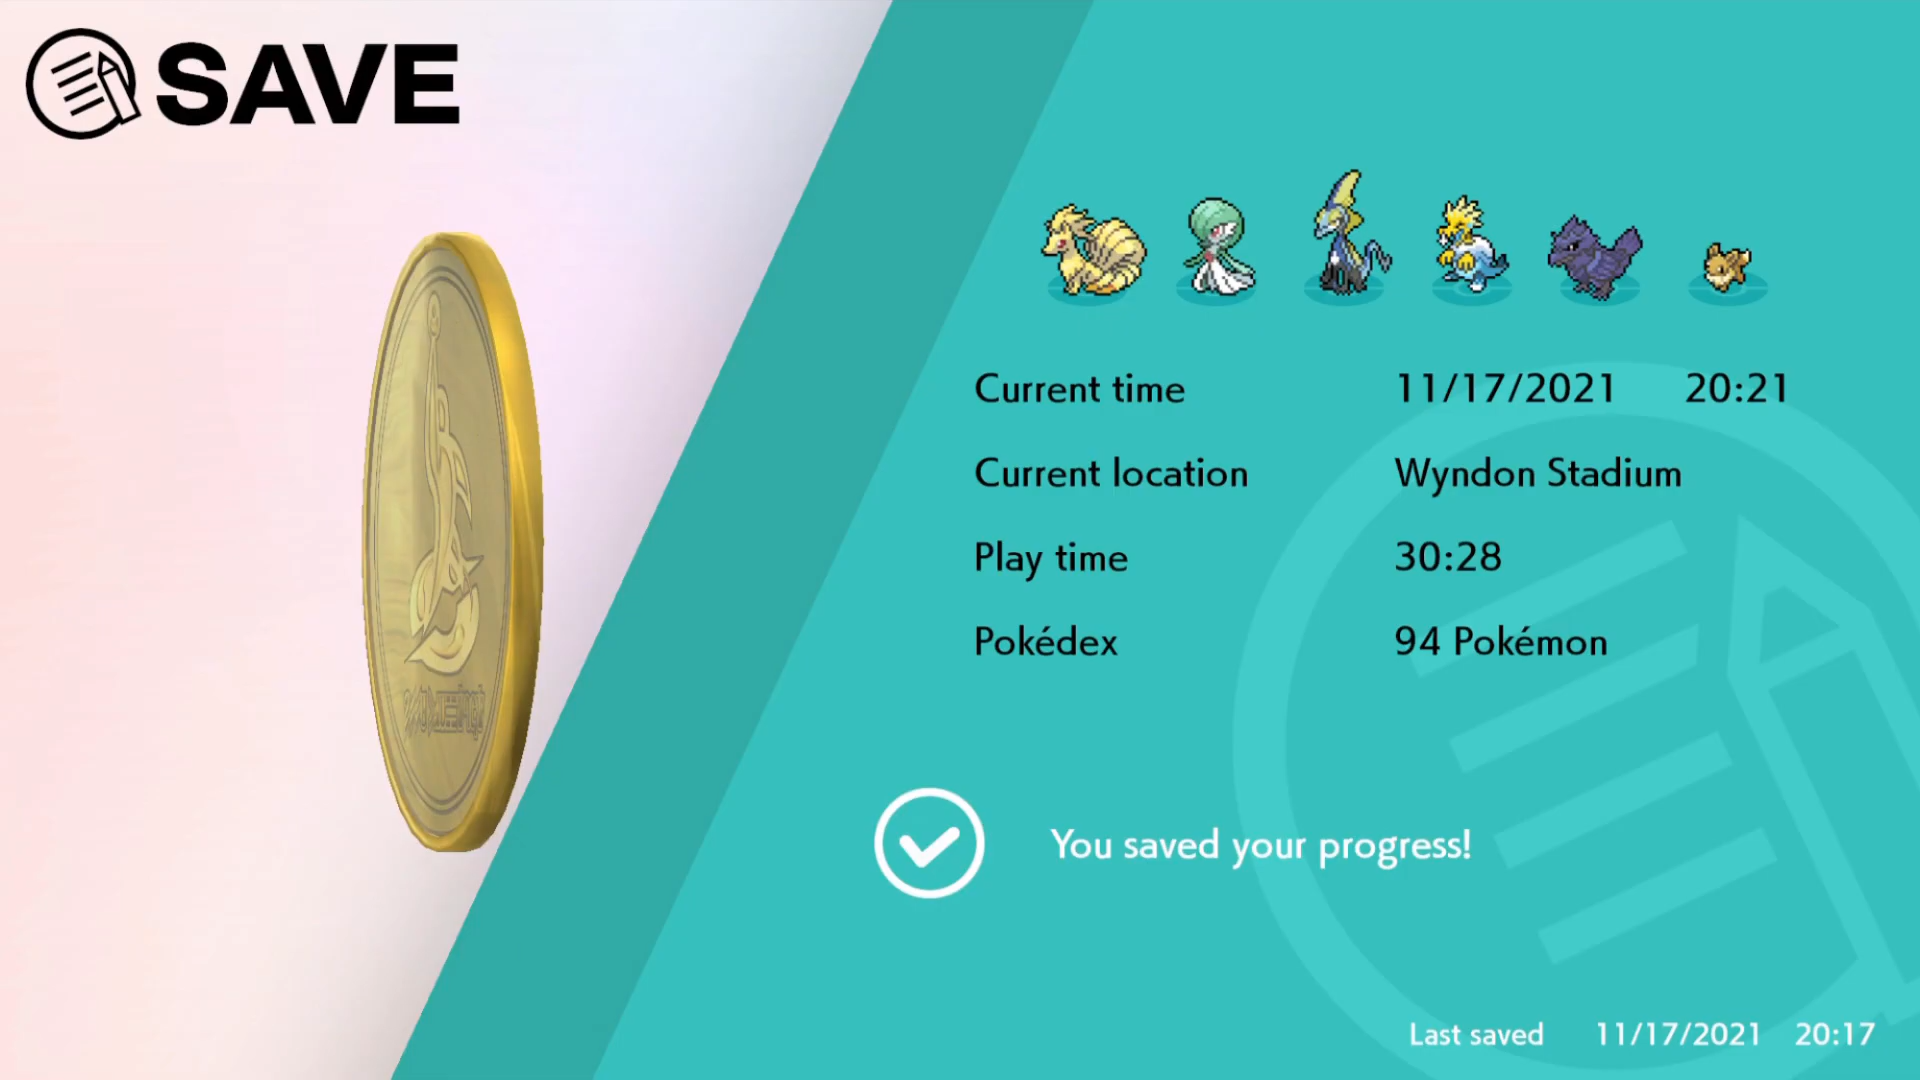 SAVE
Current time 11/17/2021 20:21
Current location Wyndon Stadium
Play time 30:28
Pokédex 94 Pokémon
You saved your progress!
Last saved 11/17/2021 20:17